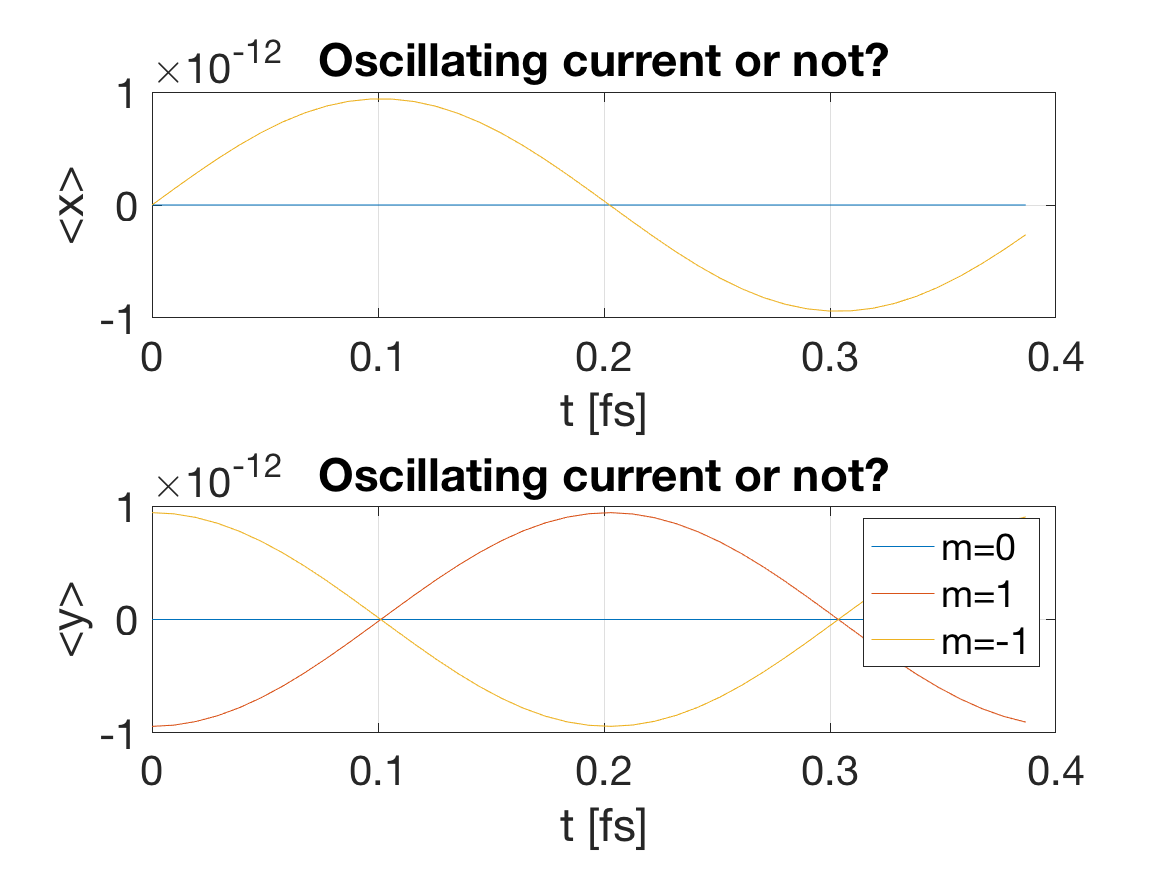 ×10⁻¹² Oscillating current or not?
1
0
-1
<x>
0 0.1 0.2 0.3 0.4
t [fs]
×10⁻¹² Oscillating current or not?
1
0
-1
<y>
m=0
m=1
m=-1
0 0.1 0.2 0.3 0.4
t [fs]